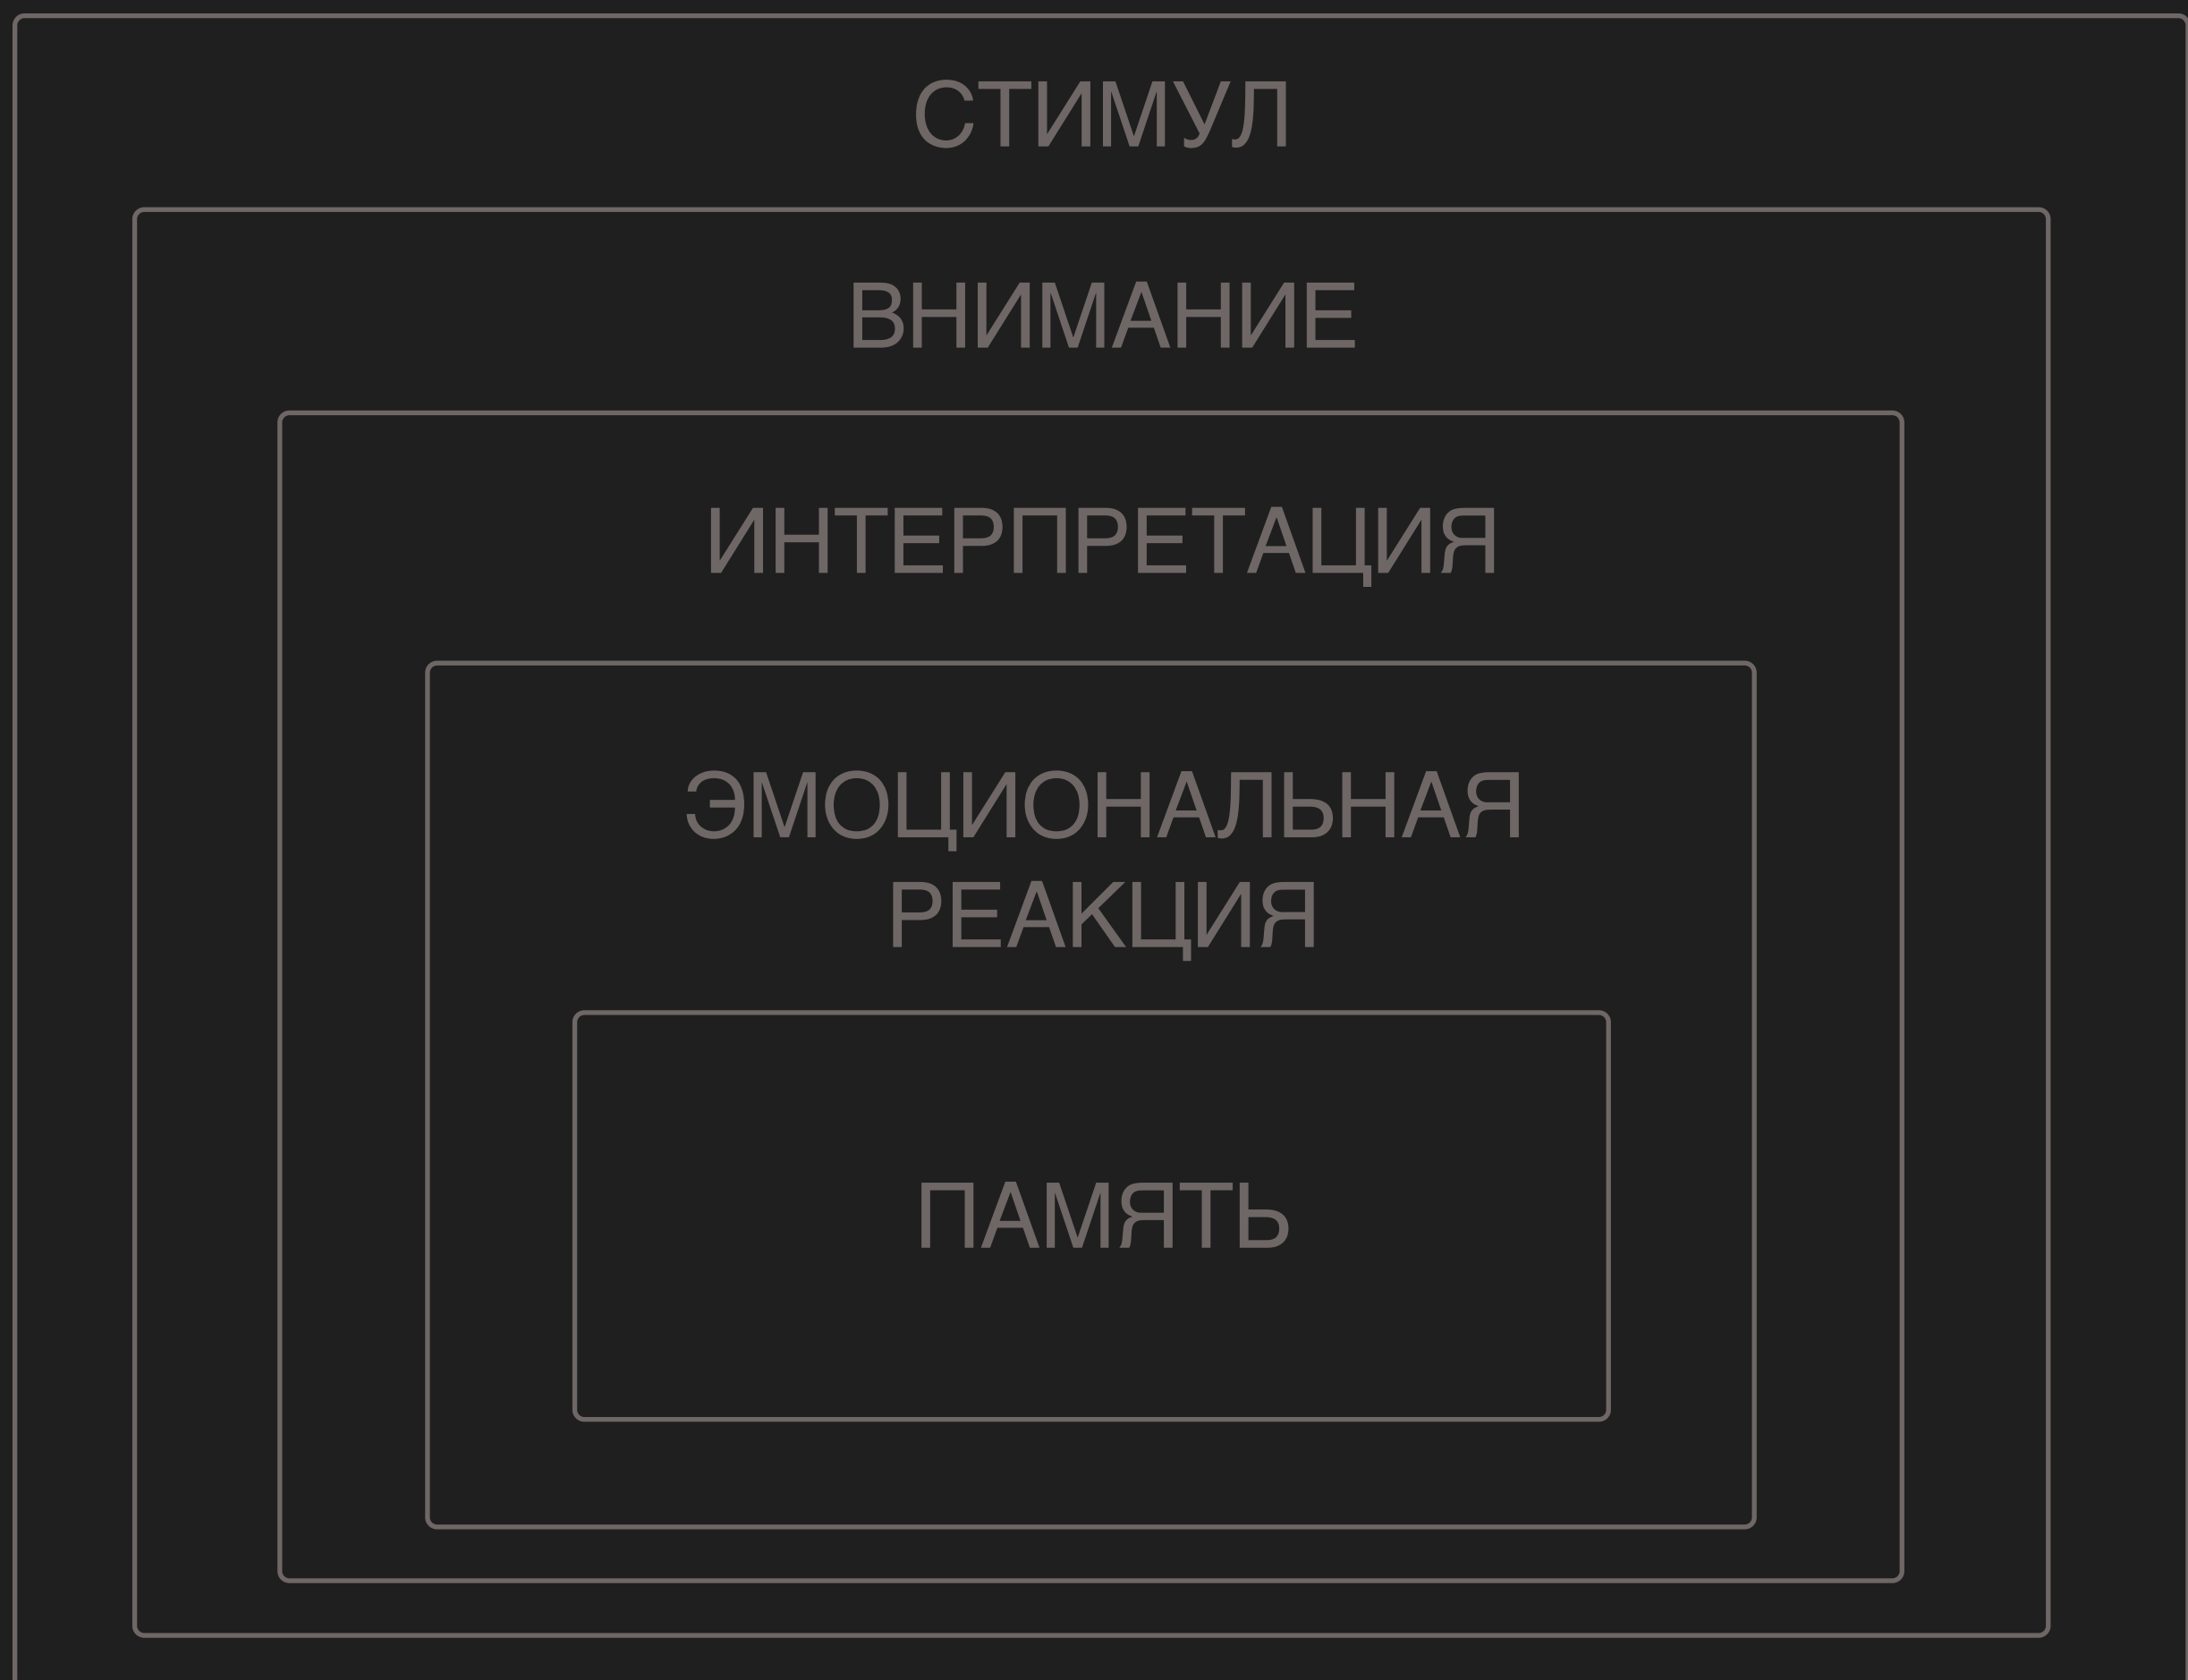 СТИМУЛ
ВНИМАНИЕ
ИНТЕРПРЕТАЦИЯ
ЭМОЦИОНАЛЬНАЯ
РЕАКЦИЯ
ПАМЯТЬ